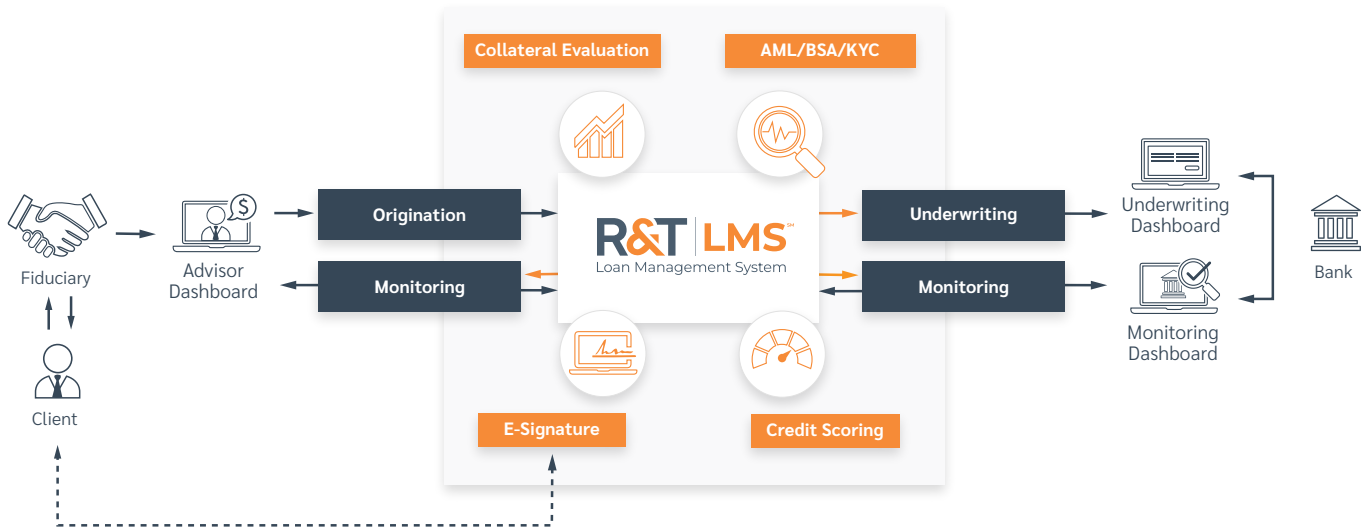 Collateral Evaluation
AML/BSA/KYC
Origination
Underwriting
R&T | LMS SM
Loan Management System
Underwriting
Dashboard
Fiduciary
Advisor
Dashboard
Monitoring
Monitoring
Bank
Monitoring
Dashboard
Client
E-Signature
Credit Scoring
$